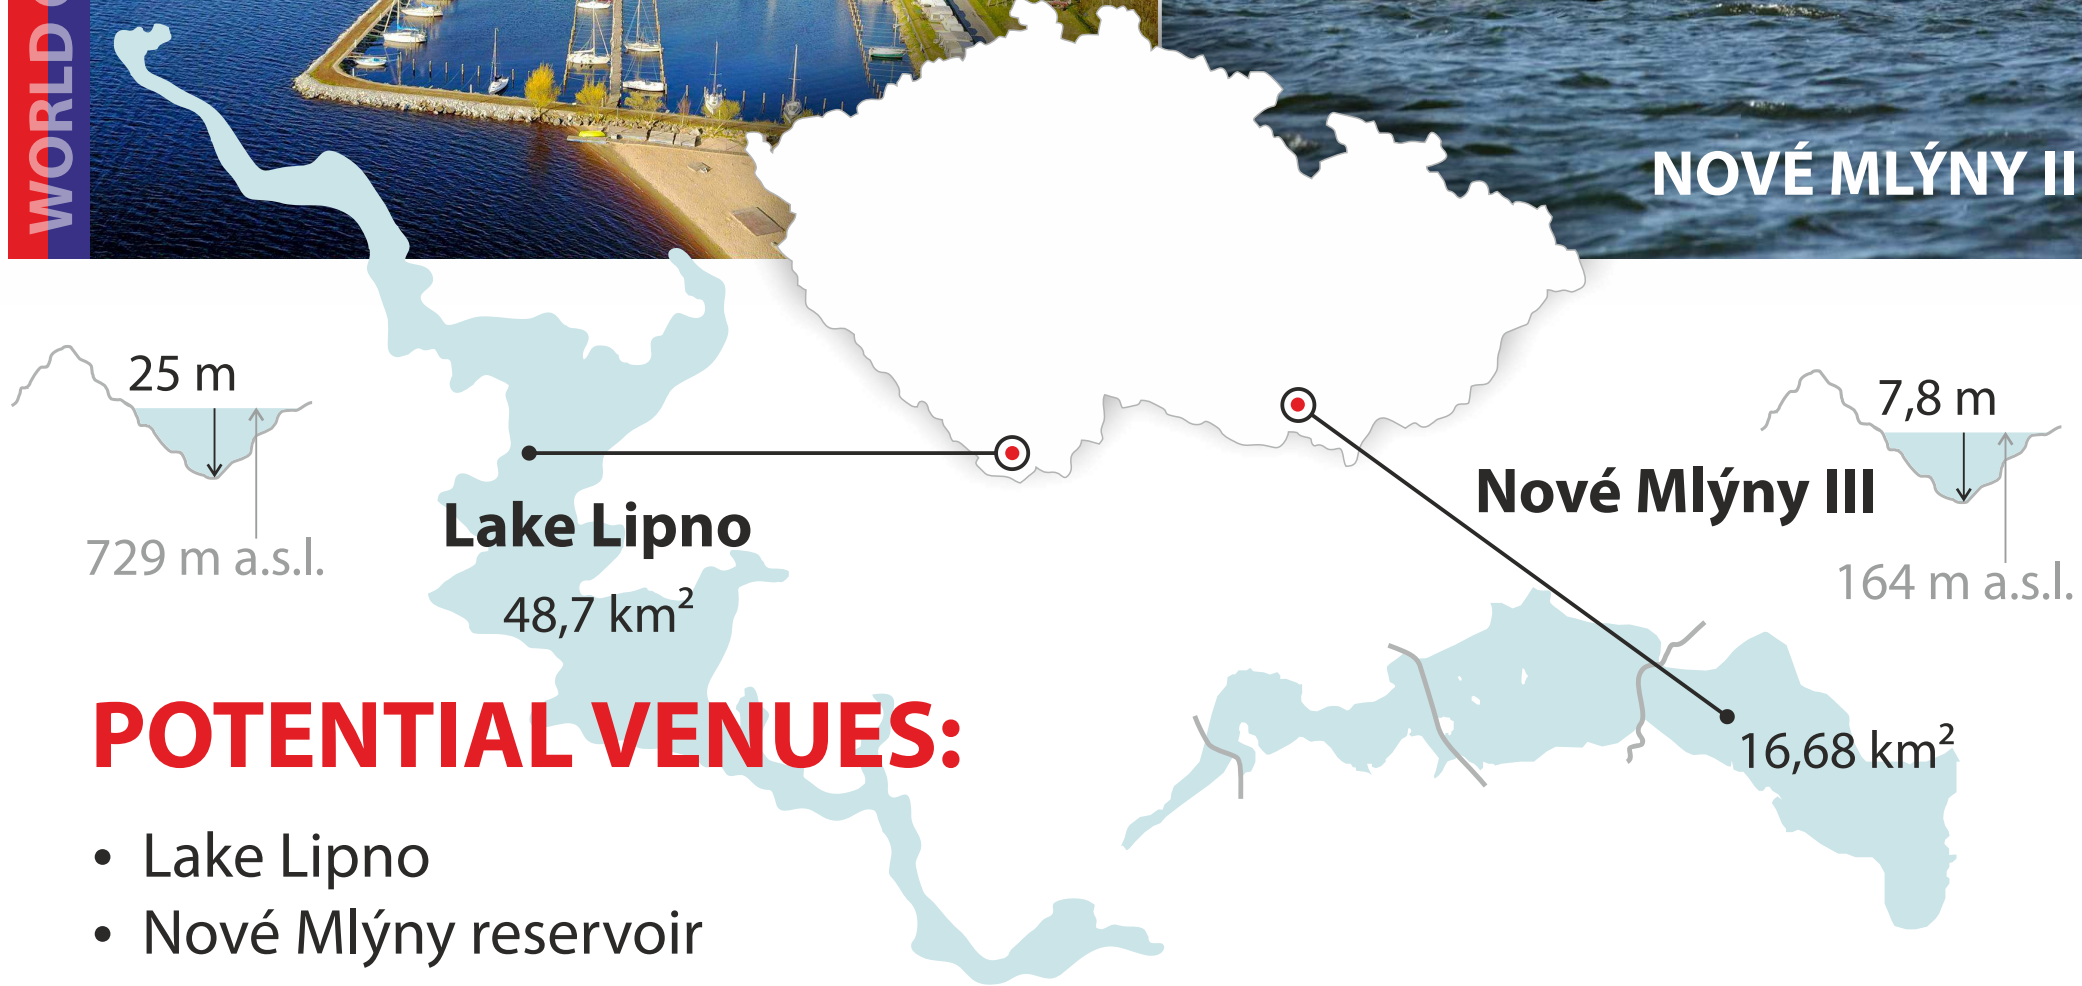 WORLD
NOVÉ MLÝNY II
25 m
729 m a.s.l.
Lake Lipno
48,7 km²
7,8 m
Nové Mlýny III
164 m a.s.l.
16,68 km²
POTENTIAL VENUES:
• Lake Lipno
• Nové Mlýny reservoir